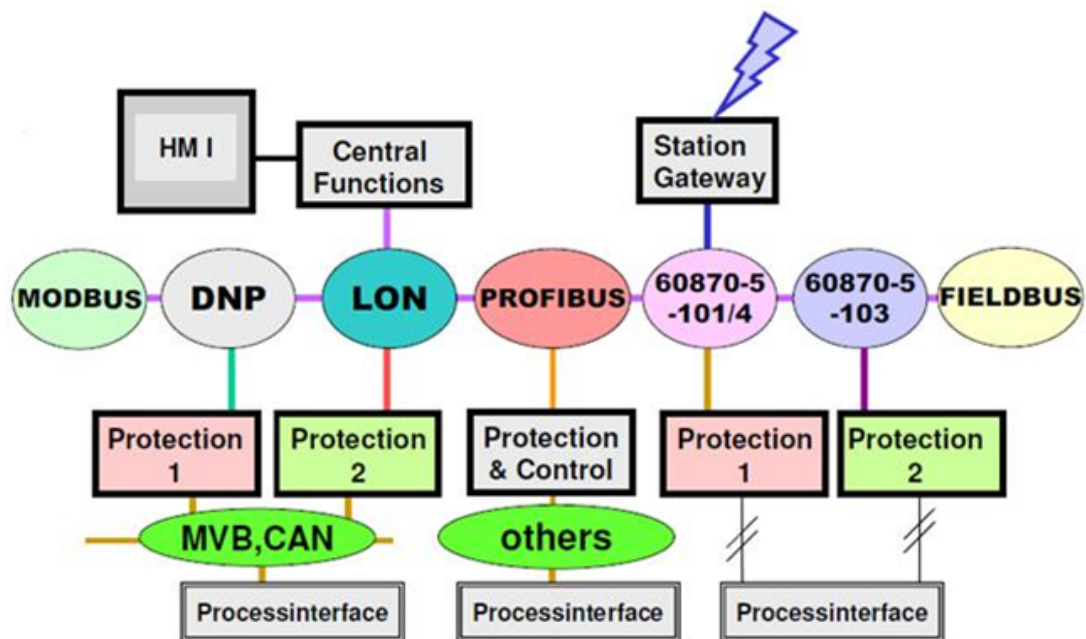 HM I
Central
Functions
Station
Gateway
MODBUS
DNP
LON
PROFIBUS
60870-5
-101/4
60870-5
-103
FIELDBUS
Protection
1
Protection
2
Protection
& Control
Protection
1
Protection
2
MVB,CAN
others
Processinterface
Processinterface
Processinterface